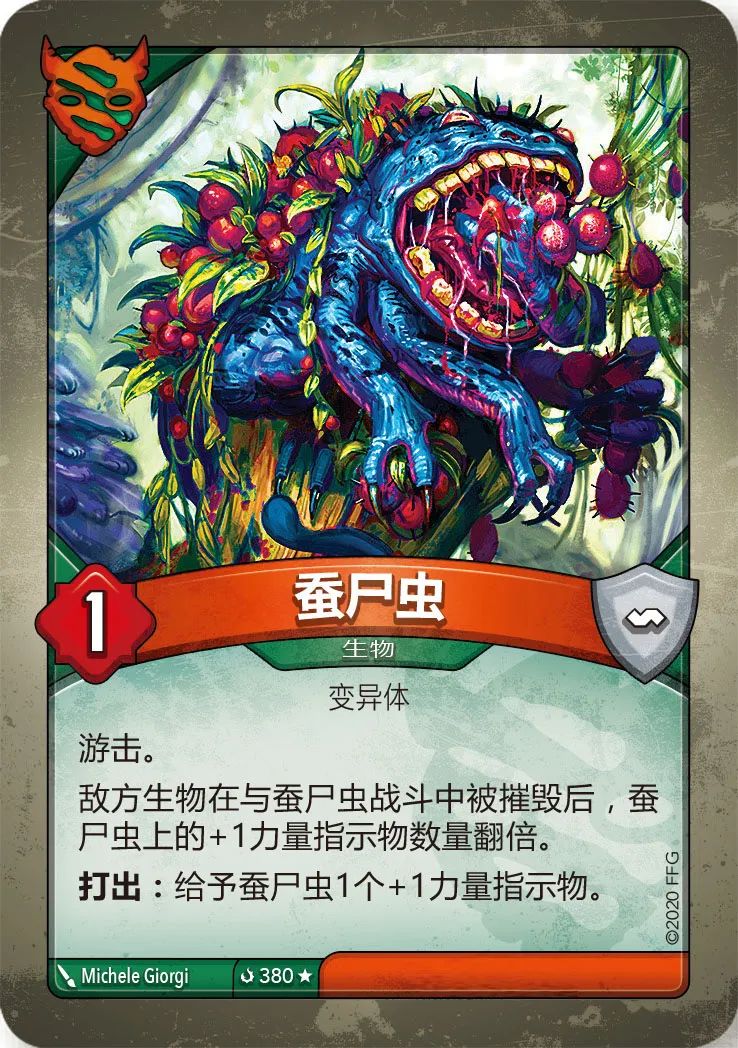 1
蚕尸虫
生物
变异体
游击。
敌方生物在与蚕尸虫战斗中被摧毁后，蚕
尸虫上的+1力量指示物数量翻倍。
打出：给予蚕尸虫1个+1力量指示物。
©2020 FFG
Michele Giorgi
380